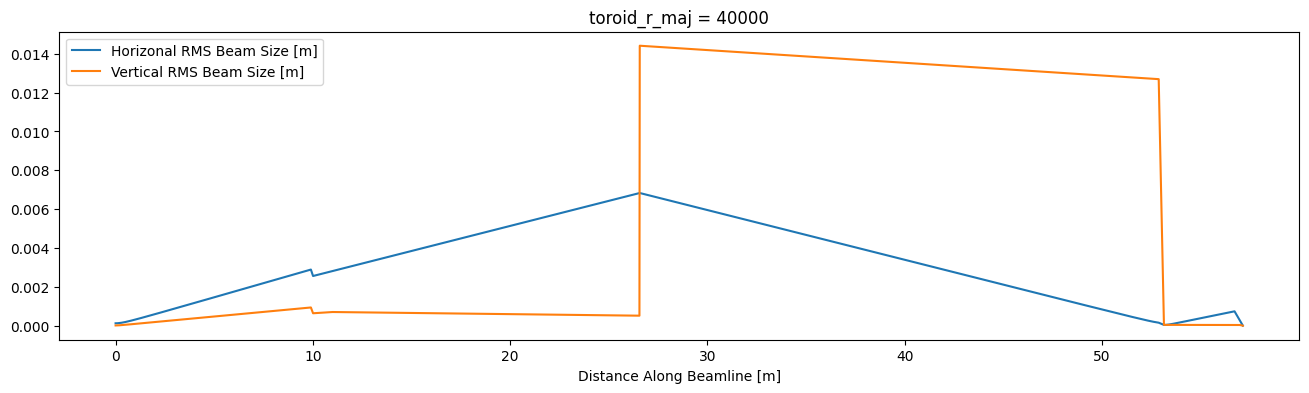 toroid_r_maj = 40000
Horizonal RMS Beam Size [m]
Vertical RMS Beam Size [m]
0.014
0.012
0.010
0.008
0.006
0.004
0.002
0.000
0 10 20 30 40 50
Distance Along Beamline [m]